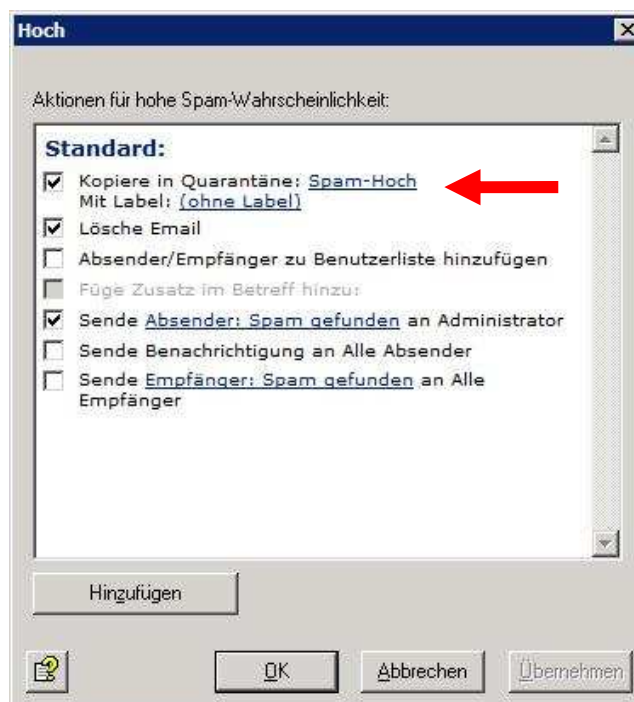 Hoch
Aktionen für hohe Spam-Wahrscheinlichkeit:
Standard:
Kopiere in Quarantäne: Spam-Hoch
Mit Label: (ohne Label)
Lösche Email
Absender/Empfänger zu Benutzerliste hinzufügen
Füge Zusatz im Betreff hinzu:
Sende Absender: Spam gefunden an Administrator
Sende Benachrichtigung an Alle Absender
Sende Empfänger: Spam gefunden an Alle
Empfänger
Hinzufügen
OK Abbrechen Übernehmen